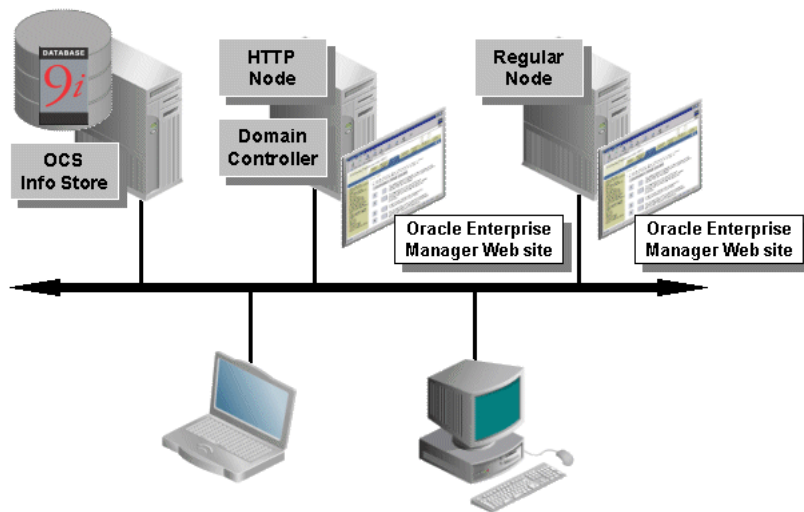 DATABASE
9i
OCS
Info Store
HTTP
Node
Domain
Controller
Oracle Enterprise
Manager Web site
Regular
Node
Oracle Enterprise
Manager Web site